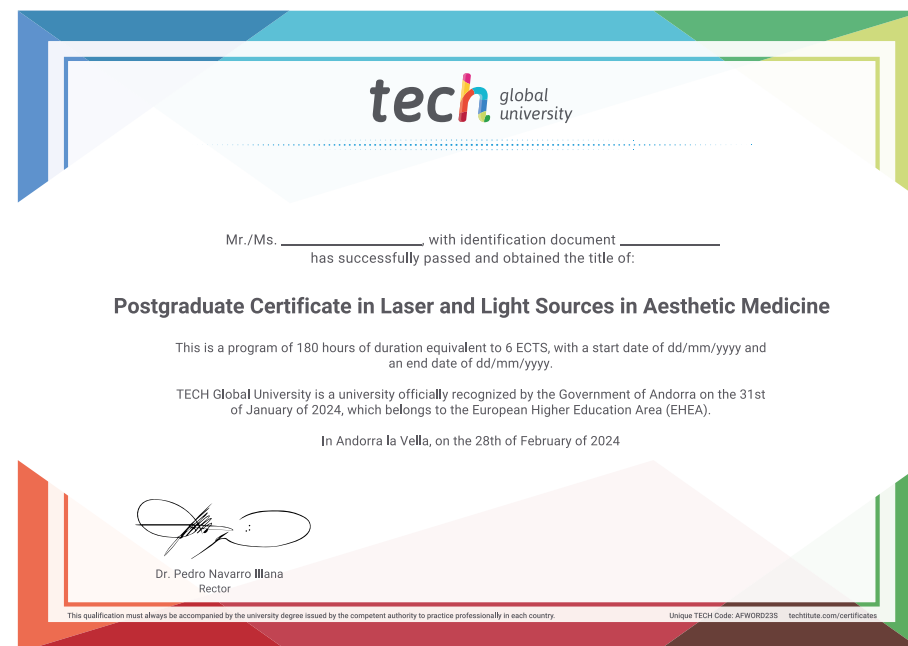 tech global university
Mr./Ms. ____________, with identification document ____________
has successfully passed and obtained the title of:
Postgraduate Certificate in Laser and Light Sources in Aesthetic Medicine
This is a program of 180 hours of duration equivalent to 6 ECTS, with a start date of dd/mm/yyyy and
an end date of dd/mm/yyyy.
TECH Global University is a university officially recognized by the Government of Andorra on the 31st
of January of 2024, which belongs to the European Higher Education Area (EHEA).
In Andorra la Vella, on the 28th of February of 2024
Dr. Pedro Navarro Illana
Rector
This qualification must always be accompanied by the university degree issued by the competent authority to practice professionally in each country.
Unique TECH Code: AFWORD23S techtitute.com/certificates